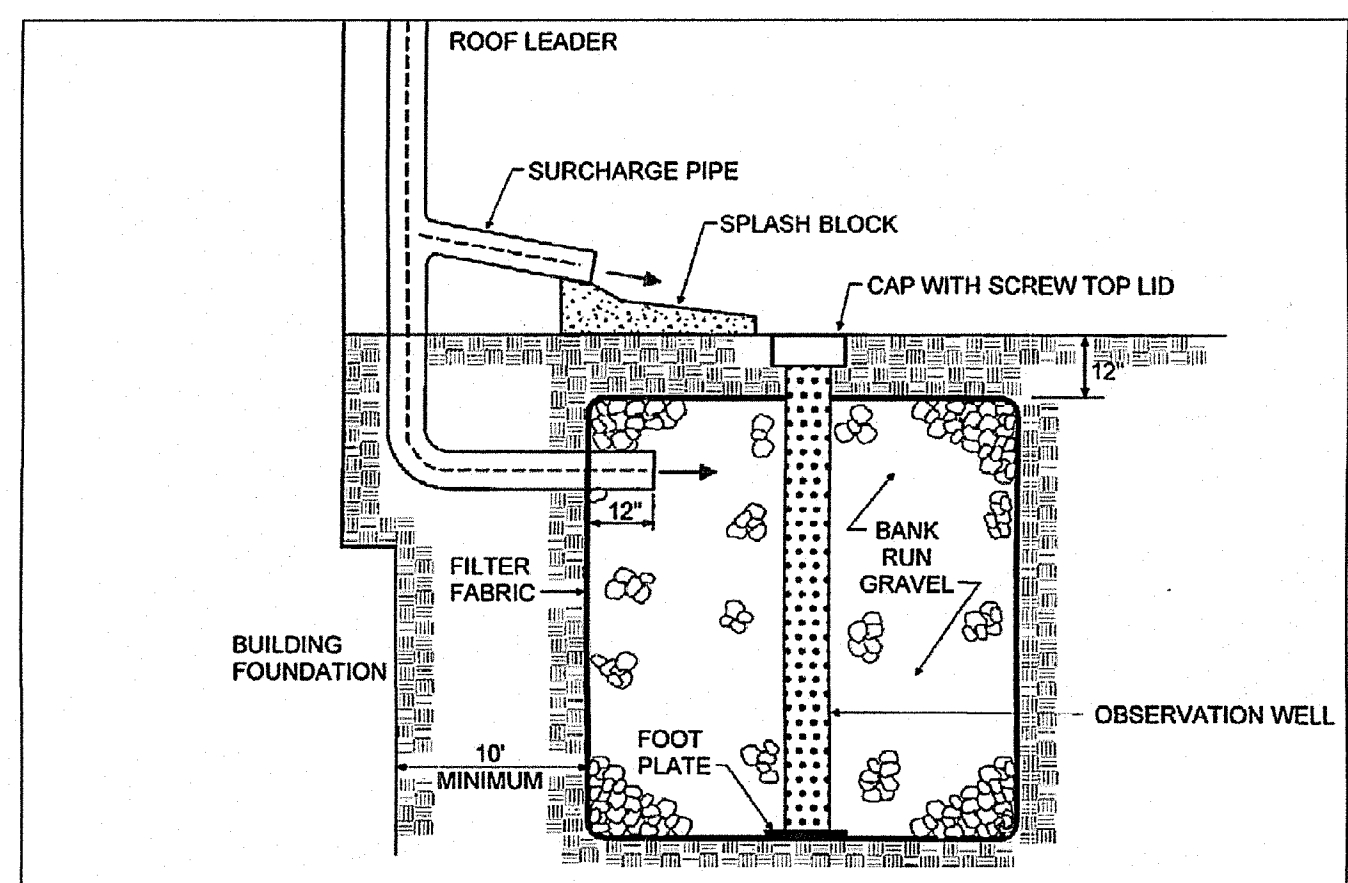 ROOF LEADER
SURCHARGE PIPE
SPLASH BLOCK
CAP WITH SCREW TOP LID
12"
12"
BANK
RUN
GRAVEL
FILTER
FABRIC
BUILDING
FOUNDATION
OBSERVATION WELL
FOOT
PLATE
10'
MINIMUM